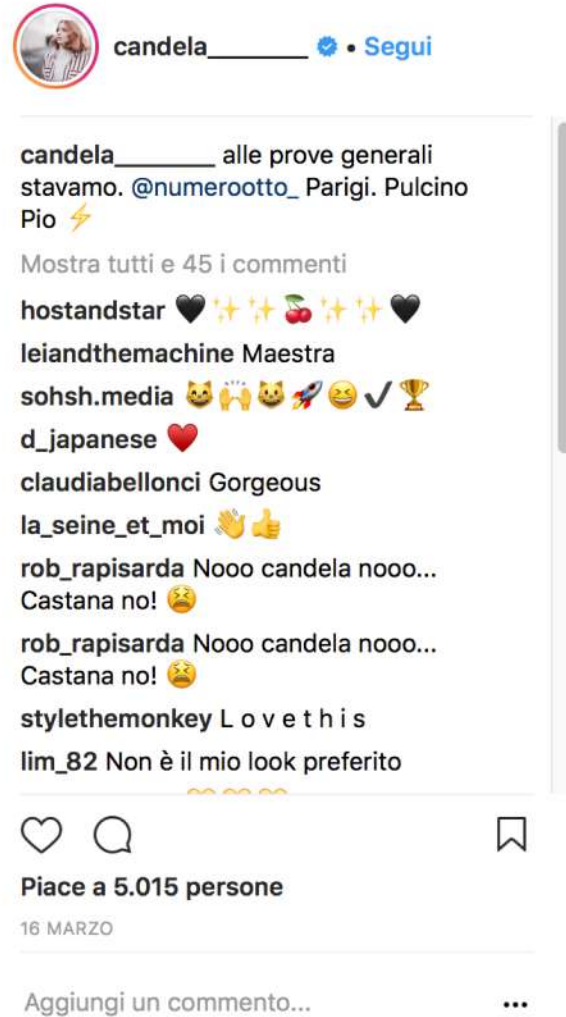 candela________ • Segui
candela________ alle prove generali
stavamo. @numerootto_ Parigi. Pulcino
Pio ⚡
Mostra tutti e 45 i commenti
hostandstar 🖤✨✨🍒✨✨🖤
leiandthemachine Maestra
sohsh.media 😺🙌😺🚀😆✔🏆
d_japanese ❤️
claudiabellonci Gorgeous
la_seine_et_moi 👋👍
rob_rapisarda Nooo candela nooo...
Castana no! 😫
rob_rapisarda Nooo candela nooo...
Castana no! 😫
stylethemonkey L o v e t h i s
lim_82 Non è il mio look preferito
Piace a 5.015 persone
16 MARZO
Aggiungi un commento...